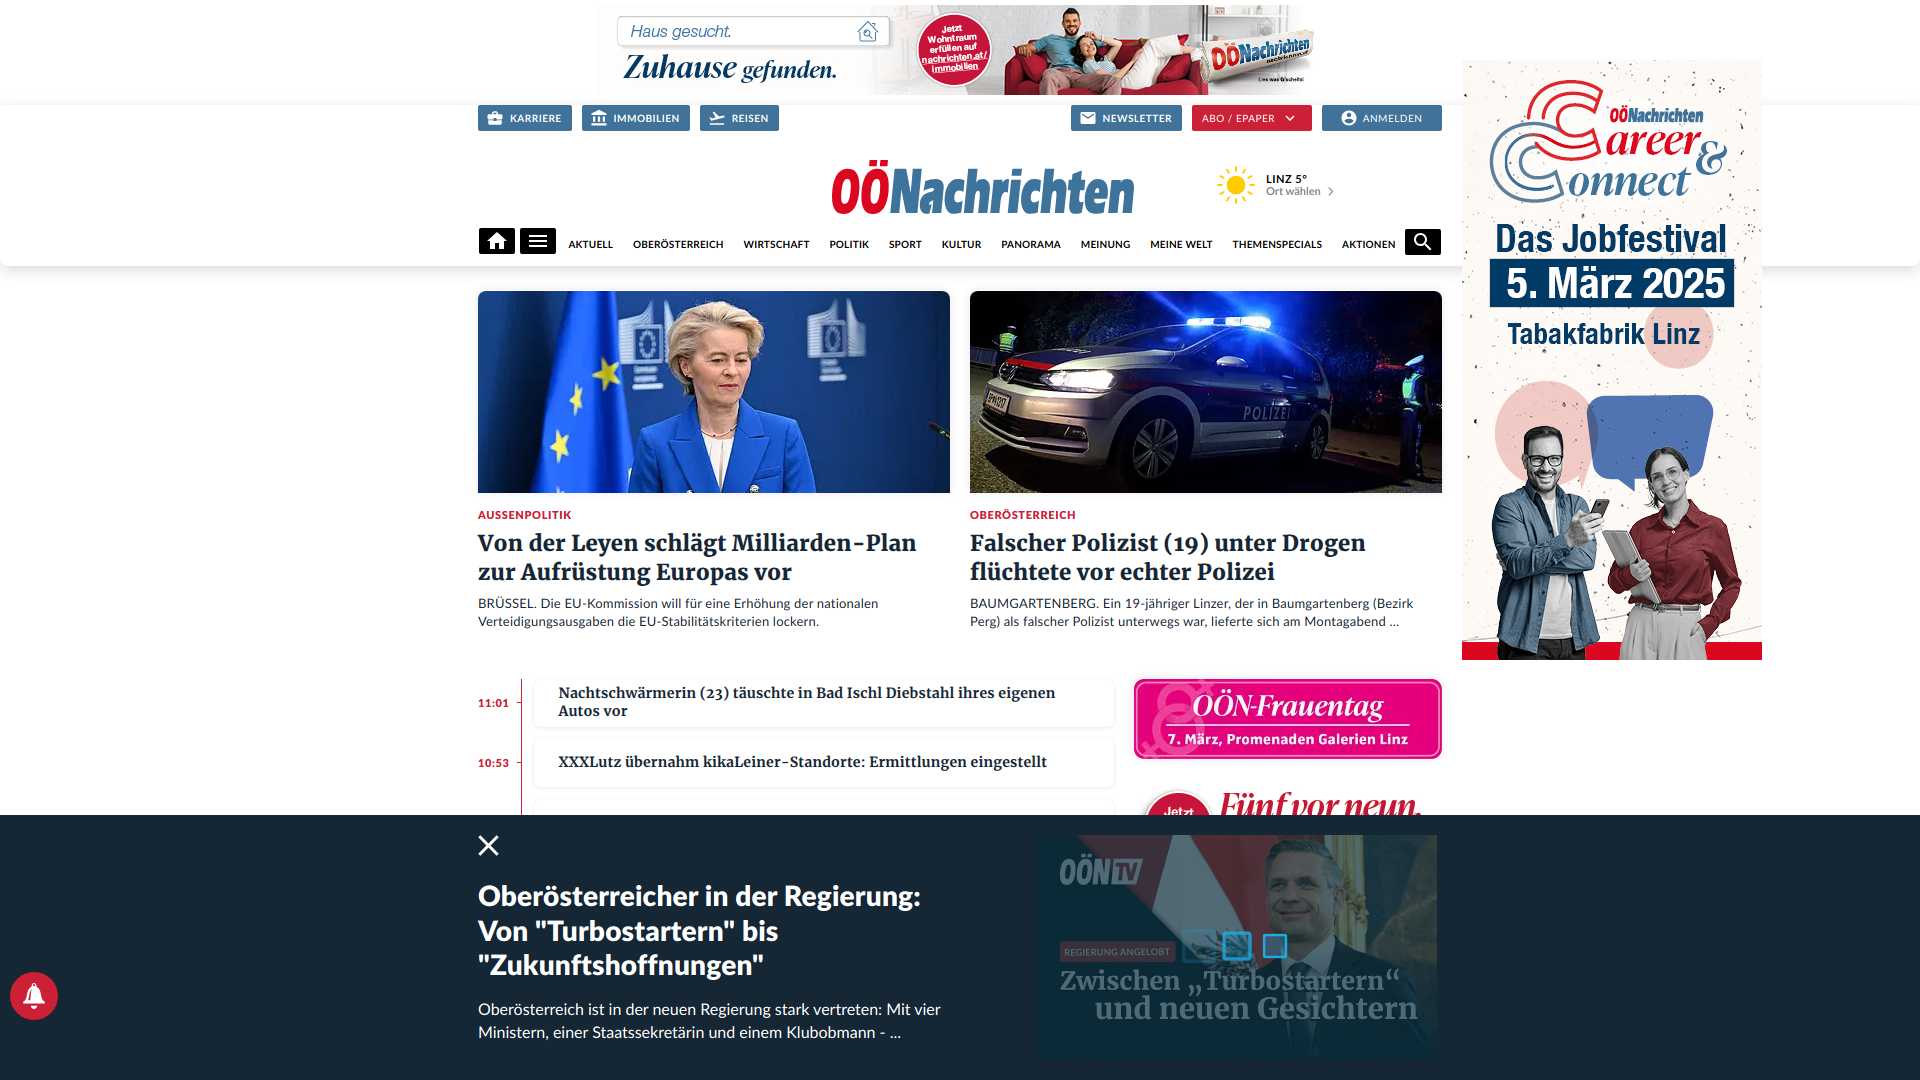 Haus gesucht.
Zuhause gefunden.
Jetzt
Wohntraum
erfüllen auf
nachrichten.at/
immobilien
OÖNachrichten
Lies was G'scheits!
KARRIERE
IMMOBILIEN
REISEN
NEWSLETTER
ABO / EPAPER
ANMELDEN
OÖNachrichten
LINZ 5°
Ort wählen
AKTUELL
OBERÖSTERREICH
WIRTSCHAFT
POLITIK
SPORT
KULTUR
PANORAMA
MEINUNG
MEINE WELT
THEMENSPECIALS
AKTIONEN
OÖNachrichten
Career &
Connect
Das Jobfestival
5. März 2025
Tabakfabrik Linz
POLIZEI
AUSSENPOLITIK
Von der Leyen schlägt Milliarden-Plan
zur Aufrüstung Europas vor
BRÜSSEL. Die EU-Kommission will für eine Erhöhung der nationalen
Verteidigungsausgaben die EU-Stabilitätskriterien lockern.
OBERÖSTERREICH
Falscher Polizist (19) unter Drogen
flüchtete vor echter Polizei
BAUMGARTENBERG. Ein 19-jähriger Linzer, der in Baumgartenberg (Bezirk
Perg) als falscher Polizist unterwegs war, lieferte sich am Montagabend ...
11:01
Nachtschwärmerin (23) täuschte in Bad Ischl Diebstahl ihres eigenen
Autos vor
10:53
XXXLutz übernahm kikaLeiner-Standorte: Ermittlungen eingestellt
OÖN-Frauentag
7. März, Promenaden Galerien Linz
Jetzt
Fünf vor neun.
Oberösterreicher in der Regierung:
Von "Turbostartern" bis
"Zukunftshoffnungen"
Oberösterreich ist in der neuen Regierung stark vertreten: Mit vier
Ministern, einer Staatssekretärin und einem Klubobmann - ...
OÖN TV
REGIERUNG ANGELOBT
Zwischen „Turbostartern“
und neuen Gesichtern